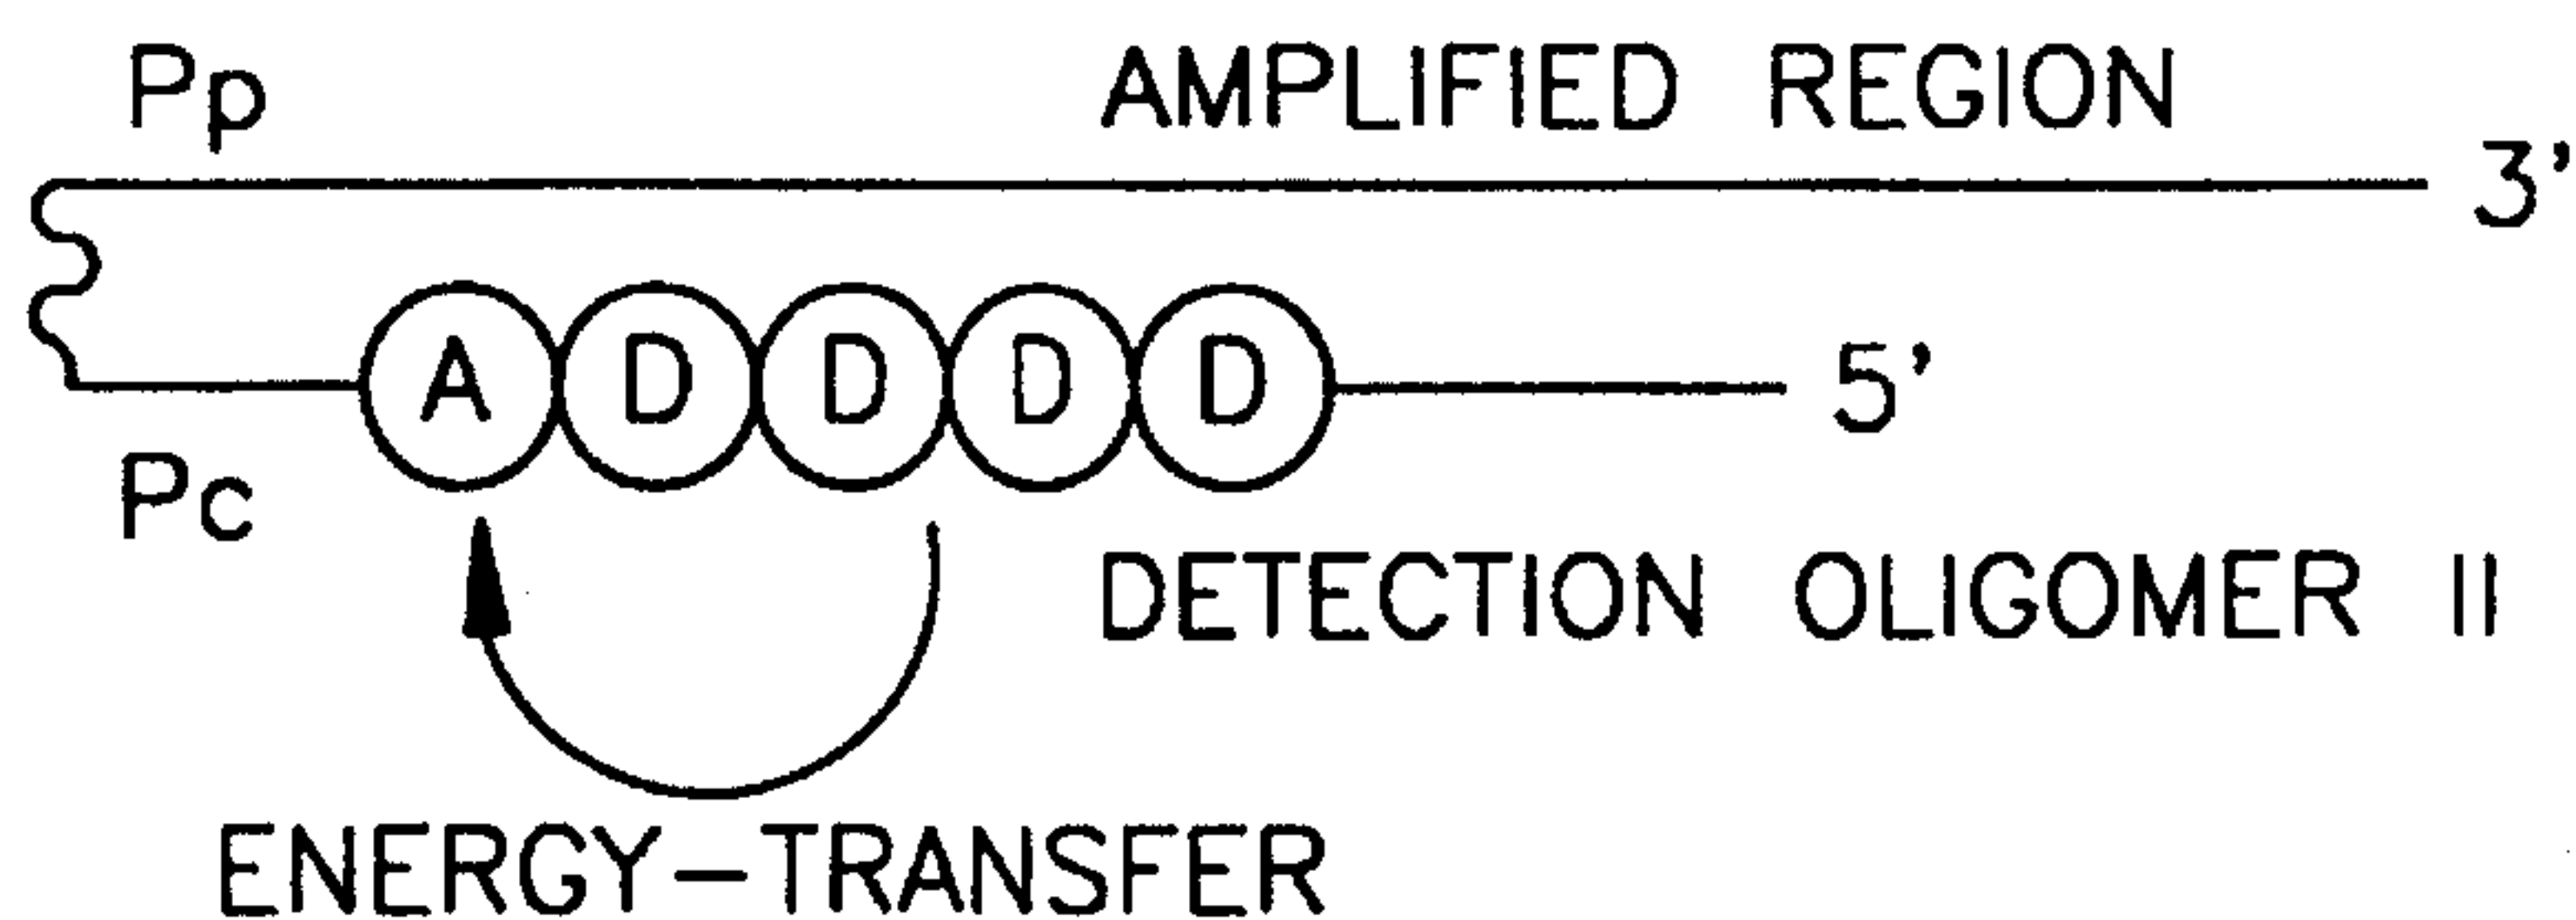 Pp AMPLIFIED REGION
3'
A D D D D 5'
Pc
DETECTION OLIGOMER II
ENERGY-TRANSFER